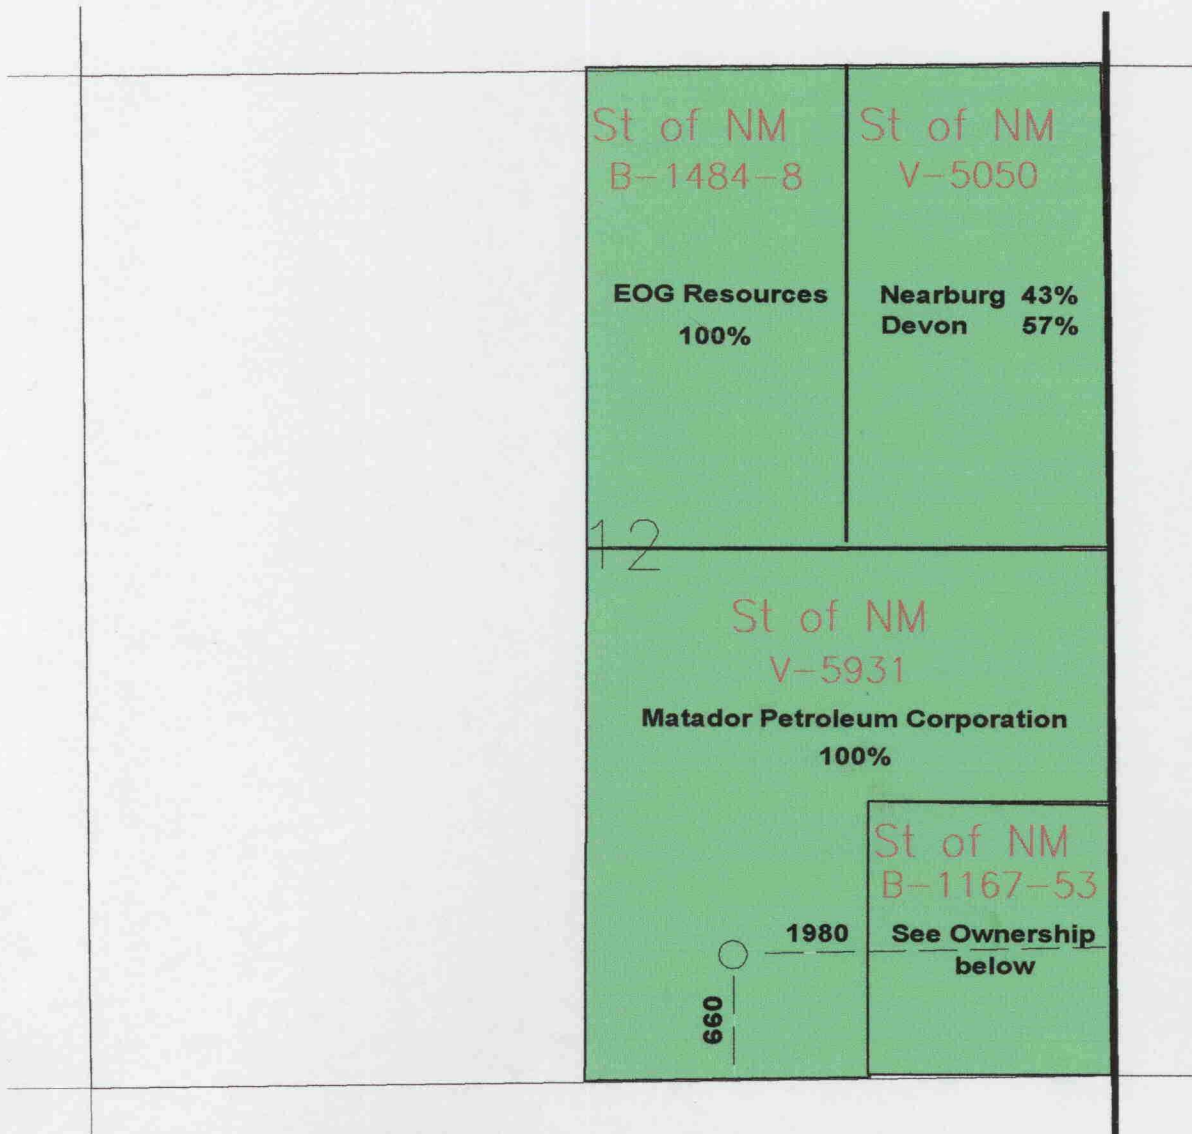 St of NM
B-1484-8
EOG Resources
100%
St of NM
V-5050
Nearburg 43%
Devon 57%
12
St of NM
V-5931
Matador Petroleum Corporation
100%
St of NM
B-1167-53
See Ownership
below
1980
660